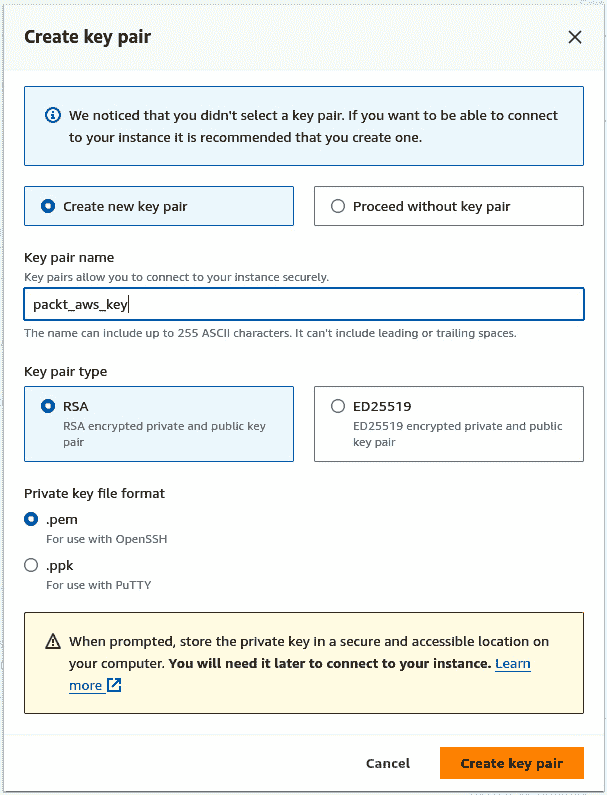 Create key pair
We noticed that you didn't select a key pair. If you want to be able to connect
to your instance it is recommended that you create one.
Create new key pair
Proceed without key pair
Key pair name
Key pairs allow you to connect to your instance securely.
packt_aws_key
The name can include up to 255 ASCII characters. It can't include leading or trailing spaces.
Key pair type
RSA
RSA encrypted private and public key
pair
ED25519
ED25519 encrypted private and public
key pair
Private key file format
.pem
For use with OpenSSH
.ppk
For use with PuTTY
When prompted, store the private key in a secure and accessible location on
your computer. You will need it later to connect to your instance. Learn
more
Cancel
Create key pair